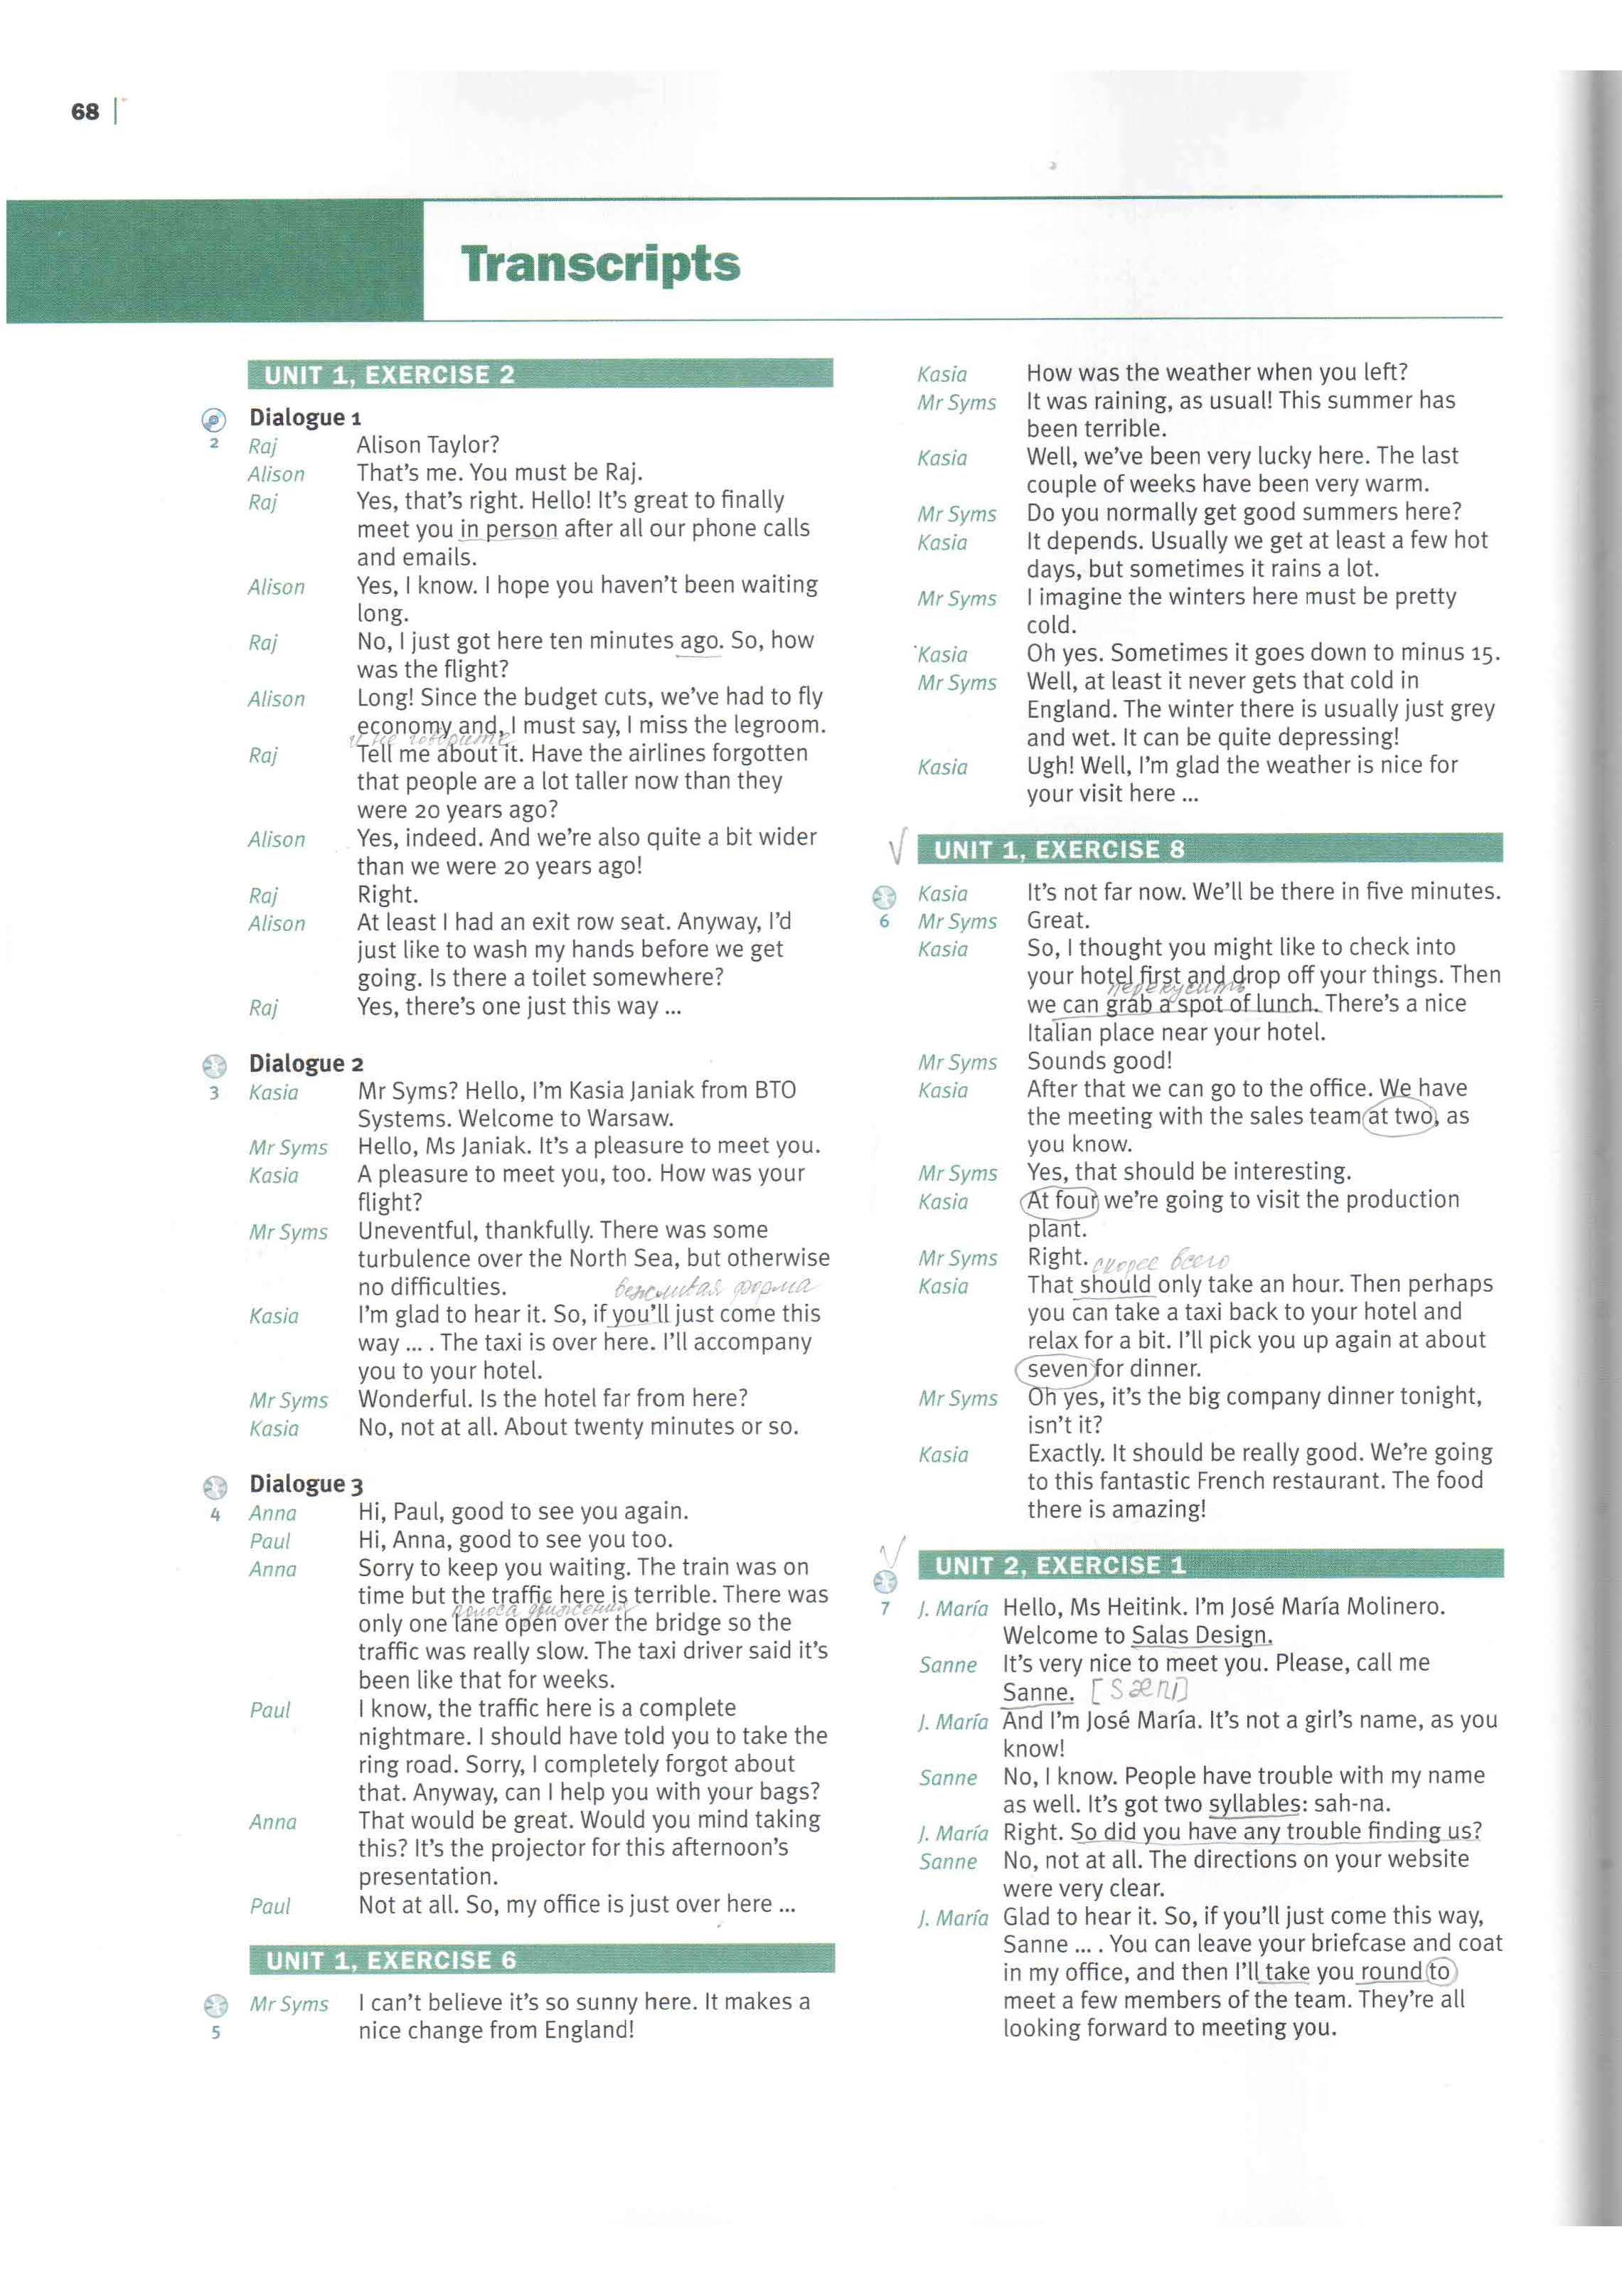 68
Transcripts
UNIT 1, EXERCISE 2
Dialogue 1
2 Raj Alison Taylor?
Alison That's me. You must be Raj.
Raj Yes, that's right. Hello! It's great to finally
meet you in person after all our phone calls
and emails.
Alison Yes, I know. I hope you haven't been waiting
long.
Raj No, I just got here ten minutes ago. So, how
was the flight?
Alison Long! Since the budget cuts, we've had to fly
economy and, I must say, I miss the legroom.
и не говорите
Raj Tell me about it. Have the airlines forgotten
that people are a lot taller now than they
were 20 years ago?
Alison Yes, indeed. And we're also quite a bit wider
than we were 20 years ago!
Raj Right.
Alison At least I had an exit row seat. Anyway, I'd
just like to wash my hands before we get
going. Is there a toilet somewhere?
Raj Yes, there's one just this way ...
Dialogue 2
3 Kasia Mr Syms? Hello, I'm Kasia Janiak from BTO
Systems. Welcome to Warsaw.
Mr Syms Hello, Ms Janiak. It's a pleasure to meet you.
Kasia A pleasure to meet you, too. How was your
flight?
Mr Syms Uneventful, thankfully. There was some
turbulence over the North Sea, but otherwise
no difficulties.
вежливая форма
Kasia I'm glad to hear it. So, if you'll just come this
way ... . The taxi is over here. I'll accompany
you to your hotel.
Mr Syms Wonderful. Is the hotel far from here?
Kasia No, not at all. About twenty minutes or so.
Dialogue 3
4 Anna Hi, Paul, good to see you again.
Paul Hi, Anna, good to see you too.
Anna Sorry to keep you waiting. The train was on
time but the traffic here is terrible. There was
полоса движения
only one lane open over the bridge so the
traffic was really slow. The taxi driver said it's
been like that for weeks.
Paul I know, the traffic here is a complete
nightmare. I should have told you to take the
ring road. Sorry, I completely forgot about
that. Anyway, can I help you with your bags?
Anna That would be great. Would you mind taking
this? It's the projector for this afternoon's
presentation.
Paul Not at all. So, my office is just over here ...
UNIT 1, EXERCISE 6
Mr Syms I can't believe it's so sunny here. It makes a
5 nice change from England!
Kasia How was the weather when you left?
Mr Syms It was raining, as usual! This summer has
been terrible.
Kasia Well, we've been very lucky here. The last
couple of weeks have been very warm.
Mr Syms Do you normally get good summers here?
Kasia It depends. Usually we get at least a few hot
days, but sometimes it rains a lot.
Mr Syms I imagine the winters here must be pretty
cold.
Kasia Oh yes. Sometimes it goes down to minus 15.
Mr Syms Well, at least it never gets that cold in
England. The winter there is usually just grey
and wet. It can be quite depressing!
Kasia Ugh! Well, I'm glad the weather is nice for
your visit here ...
UNIT 1, EXERCISE 8
Kasia It's not far now. We'll be there in five minutes.
6 Mr Syms Great.
Kasia So, I thought you might like to check into
your hotel first and drop off your things. Then
перекусить
we can grab a spot of lunch. There's a nice
Italian place near your hotel.
Mr Syms Sounds good!
Kasia After that we can go to the office. We have
the meeting with the sales team at two, as
you know.
Mr Syms Yes, that should be interesting.
Kasia At four we're going to visit the production
plant.
Mr Syms Right. скорее всего
Kasia That should only take an hour. Then perhaps
you can take a taxi back to your hotel and
relax for a bit. I'll pick you up again at about
seven for dinner.
Mr Syms Oh yes, it's the big company dinner tonight,
isn't it?
Kasia Exactly. It should be really good. We're going
to this fantastic French restaurant. The food
there is amazing!
UNIT 2, EXERCISE 1
7 J. María Hello, Ms Heitink. I'm José María Molinero.
Welcome to Salas Design.
Sanne It's very nice to meet you. Please, call me
Sanne.
J. María And I'm José María. It's not a girl's name, as you
know!
Sanne No, I know. People have trouble with my name
as well. It's got two syllables: sah-na.
J. María Right. So did you have any trouble finding us?
Sanne No, not at all. The directions on your website
were very clear.
J. María Glad to hear it. So, if you'll just come this way,
Sanne ... . You can leave your briefcase and coat
in my office, and then I'll take you round to
meet a few members of the team. They're all
looking forward to meeting you.